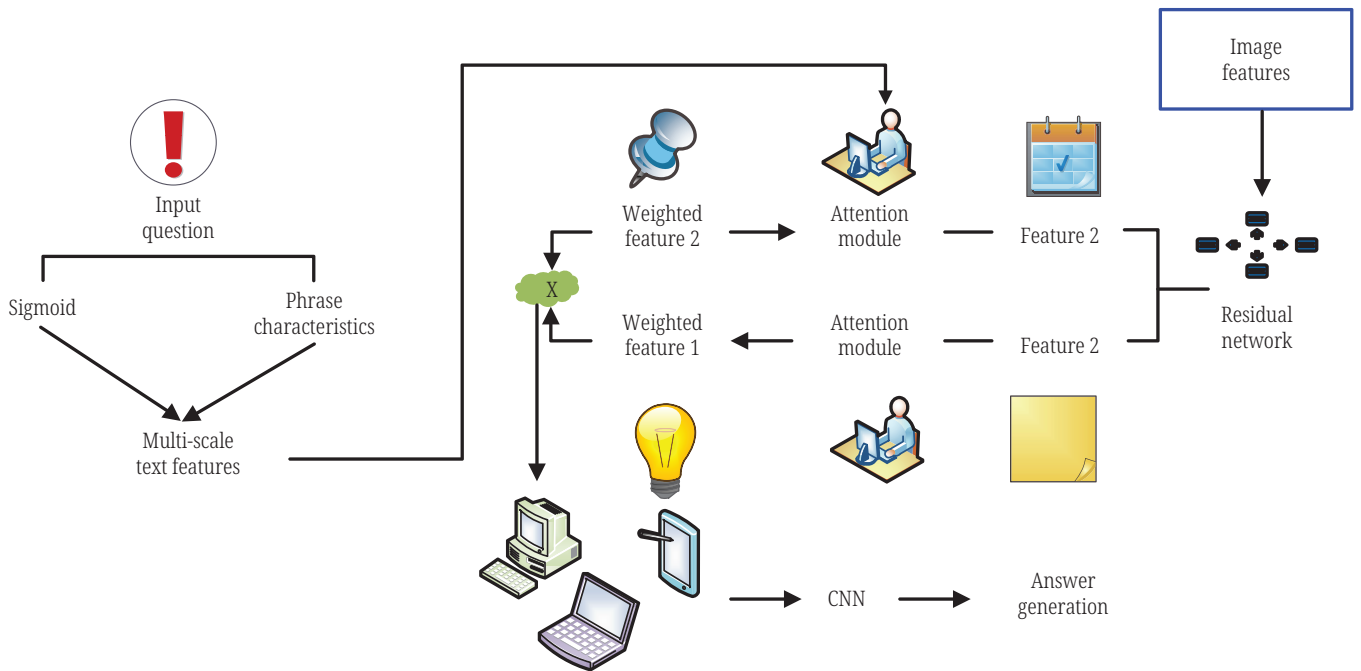 Image
features
Input
question
Weighted
feature 2
Attention
module
Feature 2
Sigmoid
Phrase
characteristics
X
Weighted
feature 1
Attention
module
Feature 2
Residual
network
Multi-scale
text features
CNN
Answer
generation